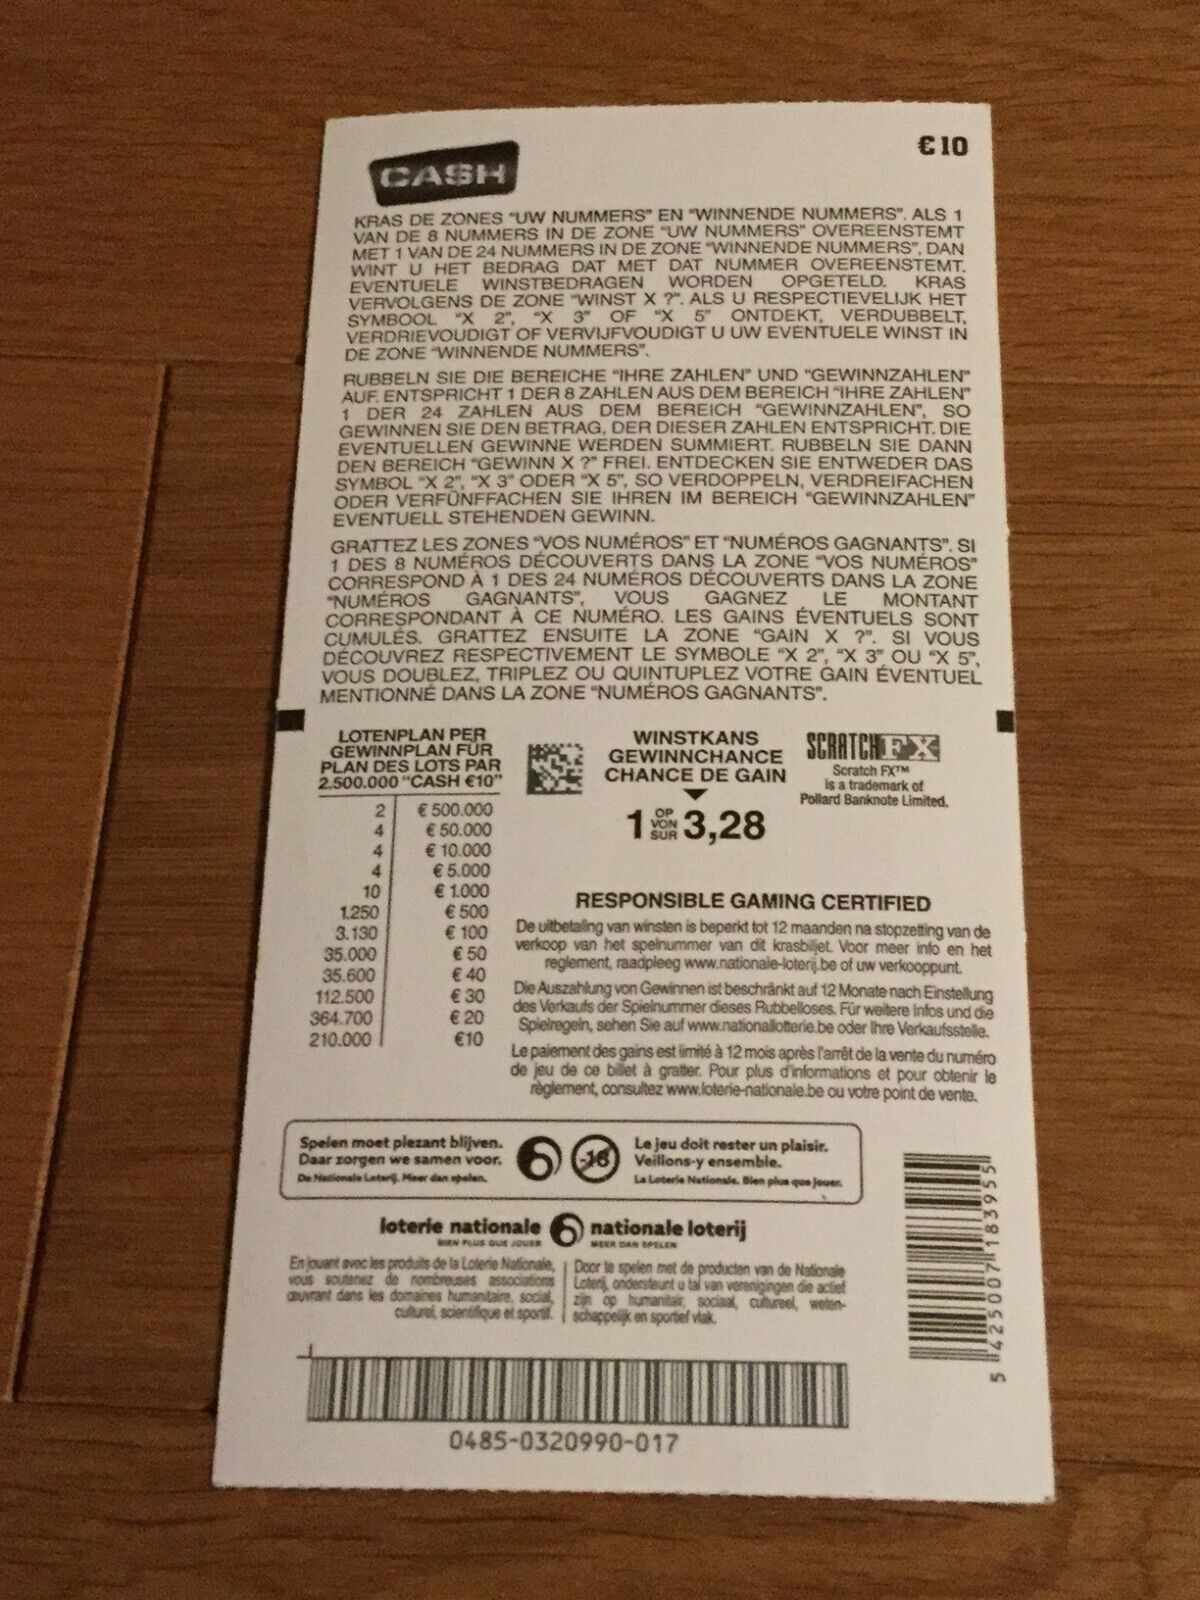 CASH
€10
KRAS DE ZONES "UW NUMMERS" EN "WINNENDE NUMMERS". ALS 1
VAN DE 8 NUMMERS IN DE ZONE "UW NUMMERS" OVEREENSTEMT
MET 1 VAN DE 24 NUMMERS IN DE ZONE "WINNENDE NUMMERS", DAN
WINT U HET BEDRAG DAT MET DAT NUMMER OVEREENSTEMT.
EVENTUELE WINSTBEDRAGEN WORDEN OPGETELD. KRAS
VERVOLGENS DE ZONE "WINST X ?". ALS U RESPECTIEVELIJK HET
SYMBOOL "X 2", "X 3" OF "X 5" ONTDEKT, VERDUBBELT,
VERDRIEVOUDIGT OF VERVIJFVOUDIGT U UW EVENTUELE WINST IN
DE ZONE "WINNENDE NUMMERS".
RUBBELN SIE DIE BEREICHE "IHRE ZAHLEN" UND "GEWINNZAHLEN"
AUF. ENTSPRICHT 1 DER 8 ZAHLEN AUS DEM BEREICH "IHRE ZAHLEN"
1 DER 24 ZAHLEN AUS DEM BEREICH "GEWINNZAHLEN", SO
GEWINNEN SIE DEN BETRAG, DER DIESER ZAHLEN ENTSPRICHT. DIE
EVENTUELLEN GEWINNE WERDEN SUMMIERT. RUBBELN SIE DANN
DEN BEREICH "GEWINN X ?" FREI. ENTDECKEN SIE ENTWEDER DAS
SYMBOL "X 2", "X 3" ODER "X 5", SO VERDOPPELN, VERDREIFACHEN
ODER VERFÜNFFACHEN SIE IHREN IM BEREICH "GEWINNZAHLEN"
EVENTUELL STEHENDEN GEWINN.
GRATTEZ LES ZONES "VOS NUMÉROS" ET "NUMÉROS GAGNANTS". SI
1 DES 8 NUMÉROS DÉCOUVERTS DANS LA ZONE "VOS NUMÉROS"
CORRESPOND À 1 DES 24 NUMÉROS DÉCOUVERTS DANS LA ZONE
"NUMÉROS GAGNANTS", VOUS GAGNEZ LE MONTANT
CORRESPONDANT À CE NUMÉRO. LES GAINS ÉVENTUELS SONT
CUMULÉS. GRATTEZ ENSUITE LA ZONE "GAIN X ?". SI VOUS
DÉCOUVREZ RESPECTIVEMENT LE SYMBOLE "X 2", "X 3" OU "X 5",
VOUS DOUBLEZ, TRIPLEZ OU QUINTUPLEZ VOTRE GAIN ÉVENTUEL
MENTIONNÉ DANS LA ZONE "NUMÉROS GAGNANTS".
LOTENPLAN PER
GEWINNPLAN FÜR
PLAN DES LOTS PAR
2.500.000 "CASH €10"
2 € 500.000
4 € 50.000
4 € 10.000
4 € 5.000
10 € 1.000
1.250 € 500
3.130 € 100
35.000 € 50
35.600 € 40
112.500 € 30
364.700 € 20
210.000 €10
WINSTKANS
GEWINNCHANCE
CHANCE DE GAIN
1 OP VON SUR 3,28
SCRATCH FX
Scratch FX™
is a trademark of
Pollard Banknote Limited.
RESPONSIBLE GAMING CERTIFIED
De uitbetaling van winsten is beperkt tot 12 maanden na stopzetting van de
verkoop van het spelnummer van dit krasbiljet. Voor meer info en het
reglement, raadpleeg www.nationale-loterij.be of uw verkooppunt.
Die Auszahlung von Gewinnen ist beschränkt auf 12 Monate nach Einstellung
des Verkaufs der Spielnummer dieses Rubbelloses. Für weitere Infos und die
Spielregeln, sehen Sie auf www.nationallotterie.be oder Ihre Verkaufsstelle.
Le paiement des gains est limité à 12 mois après l'arrêt de la vente du numéro
de jeu de ce billet à gratter. Pour plus d'informations et pour obtenir le
règlement, consultez www.loterie-nationale.be ou votre point de vente.
Spelen moet plezant blijven.
Daar zorgen we samen voor.
De Nationale Loterij. Meer dan spelen.
-18
Le jeu doit rester un plaisir.
Veillons-y ensemble.
La Loterie Nationale. Bien plus que jouer.
loterie nationale
BIEN PLUS QUE JOUER
nationale loterij
MEER DAN SPELEN
En jouant avec les produits de la Loterie Nationale,
vous soutenez de nombreuses associations
œuvrant dans les domaines humanitaire, social,
culturel, scientifique et sportif.
Door te spelen met de producten van de Nationale
Loterij, ondersteunt u tal van verenigingen die actief
zijn op humanitair, sociaal, cultureel, weten-
schappelijk en sportief vlak.
5 425007 183955
0485-0320990-017